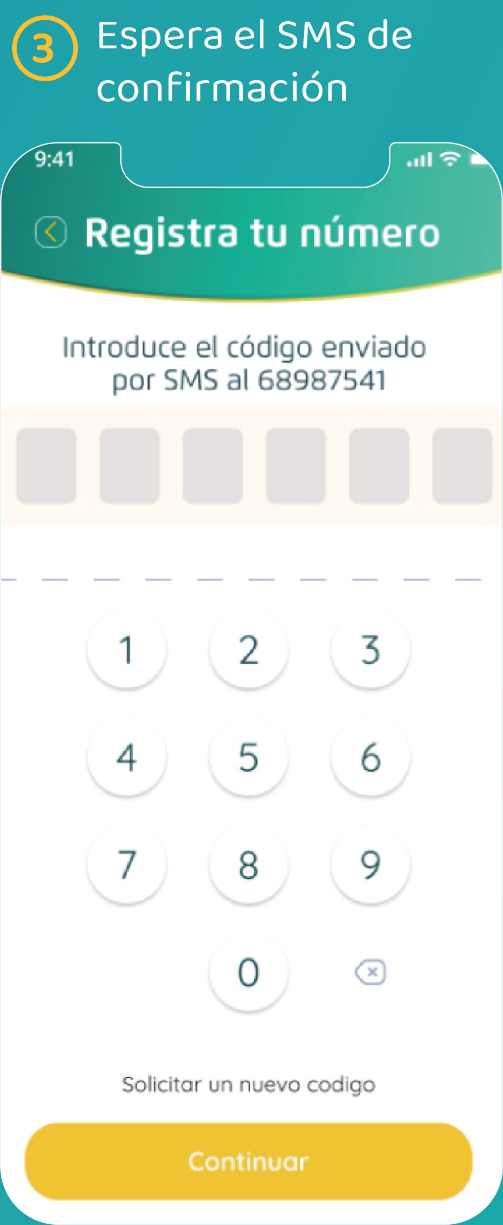 3
Espera el SMS de
confirmación
9:41
Registra tu número
Introduce el código enviado
por SMS al 68987541
1 2 3
4 5 6
7 8 9
0
Solicitar un nuevo codigo
Continuar